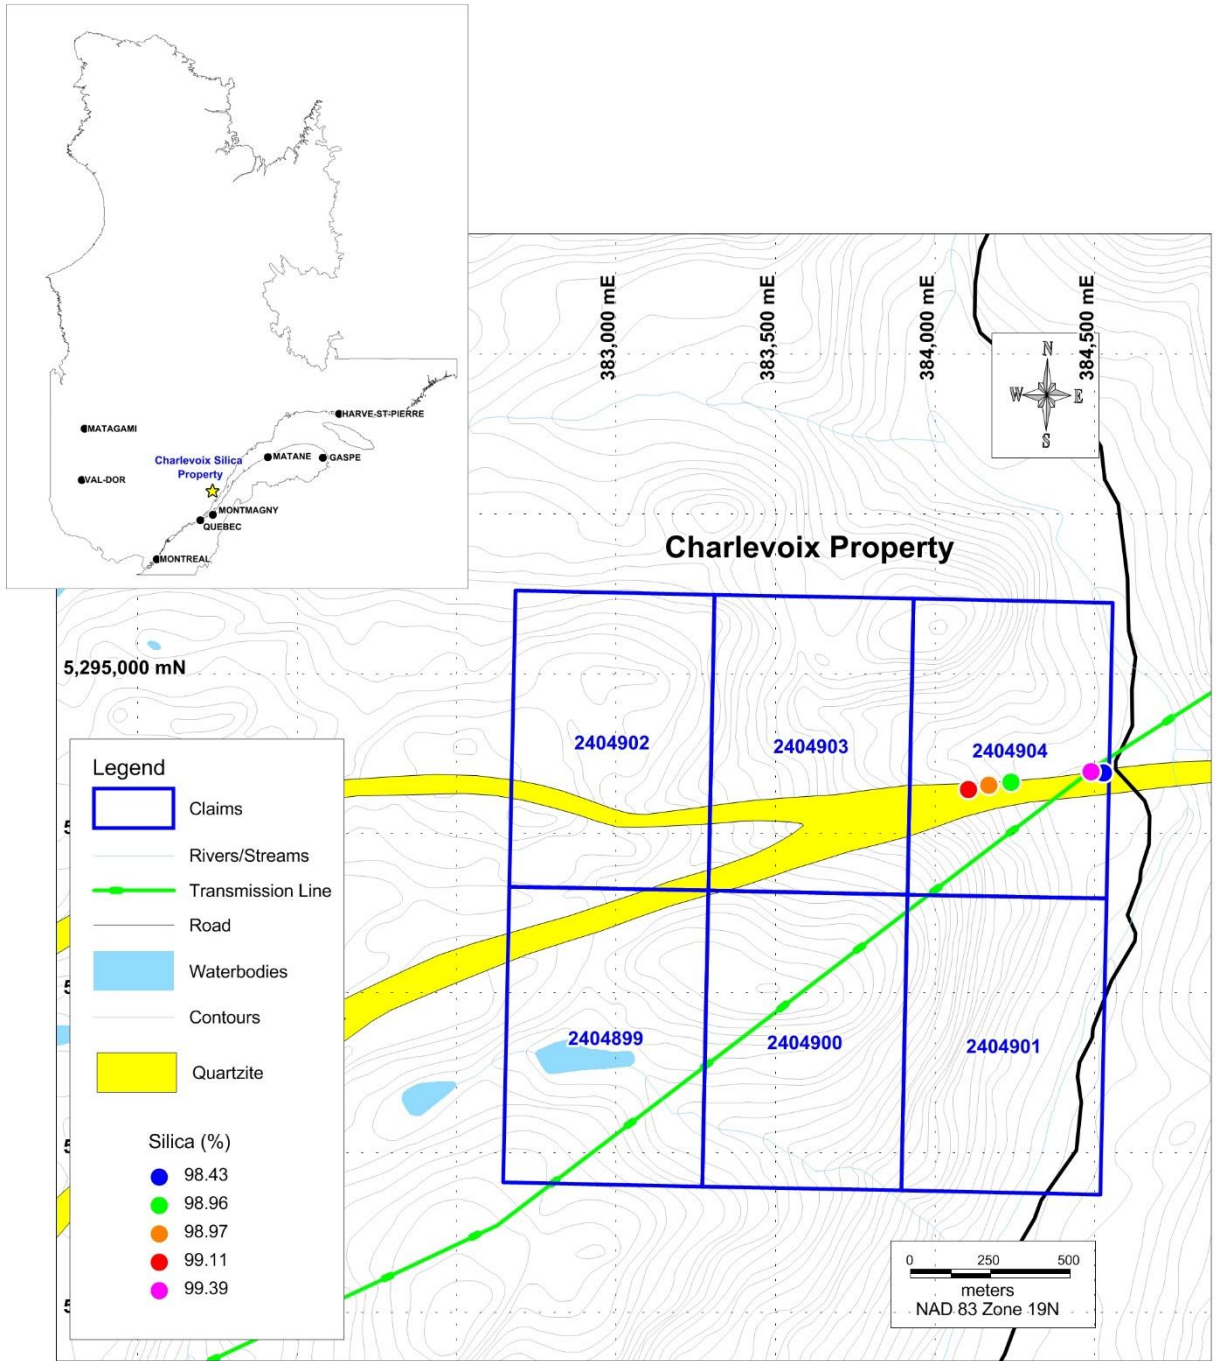 HARVE-ST-PIERRE
MATAGAMI
MATANE
GASPE
Charlevoix Silica
Property
VAL-DOR
MONTMAGNY
QUEBEC
MONTREAL
383,000 mE
383,500 mE
384,000 mE
384,500 mE
N
W
E
S
Charlevoix Property
5,295,000 mN
2404902
2404903
2404904
2404899
2404900
2404901
Legend
Claims
Rivers/Streams
Transmission Line
Road
Waterbodies
Contours
Quartzite
Silica (%)
98.43
98.96
98.97
99.11
99.39
0 250 500
meters
NAD 83 Zone 19N